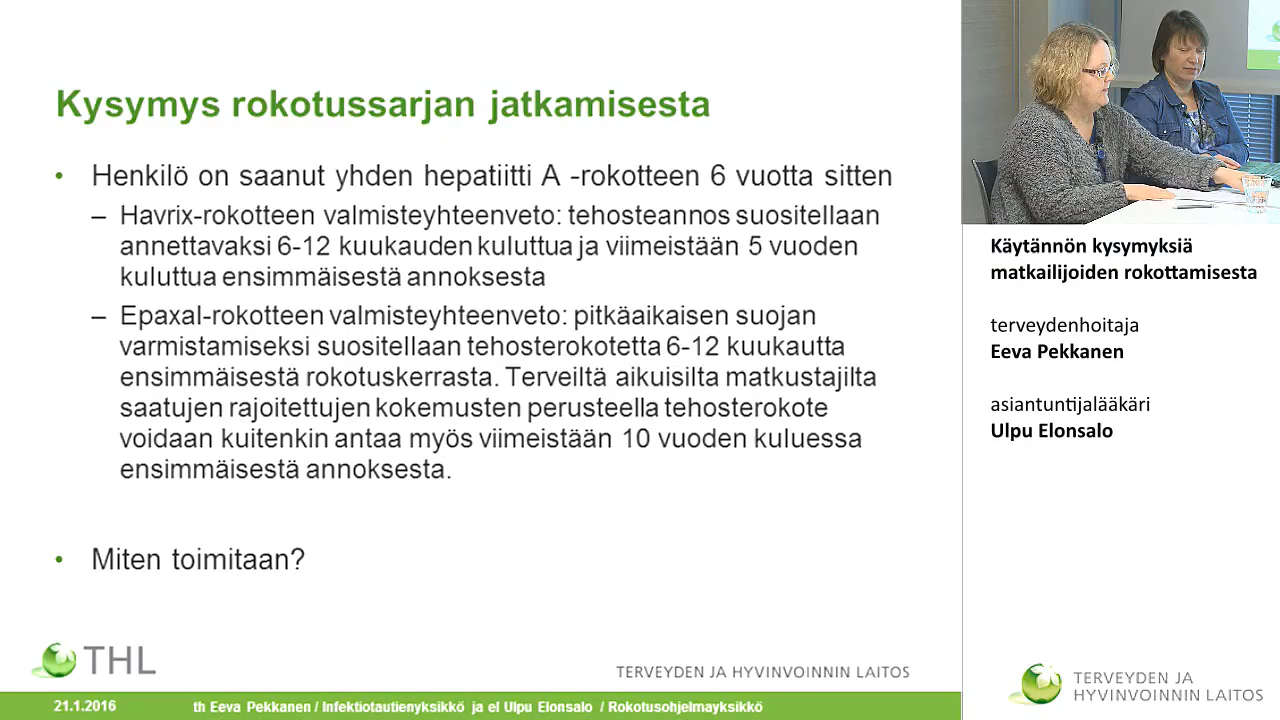 Kysymys rokotussarjan jatkamisesta
• Henkilö on saanut yhden hepatiitti A -rokotteen 6 vuotta sitten
– Havrix-rokotteen valmisteyhteenveto: tehosteannos suositellaan
annettavaksi 6-12 kuukauden kuluttua ja viimeistään 5 vuoden
kuluttua ensimmäisestä annoksesta
– Epaxal-rokotteen valmisteyhteenveto: pitkäaikaisen suojan
varmistamiseksi suositellaan tehosterokotetta 6-12 kuukautta
ensimmäisestä rokotuskerrasta. Terveiltä aikuisilta matkustajilta
saatujen rajoitettujen kokemusten perusteella tehosterokote
voidaan kuitenkin antaa myös viimeistään 10 vuoden kuluessa
ensimmäisestä annoksesta.
• Miten toimitaan?
THL
TERVEYDEN JA HYVINVOINNIN LAITOS
21.1.2016
th Eeva Pekkanen / Infektiotautienyksikkö ja el Ulpu Elonsalo / Rokotusohjelmayksikkö
Käytännön kysymyksiä
matkailijoiden rokottamisesta
terveydenhoitaja
Eeva Pekkanen
asiantuntijalääkäri
Ulpu Elonsalo
TERVEYDEN JA
HYVINVOINNIN LAITOS